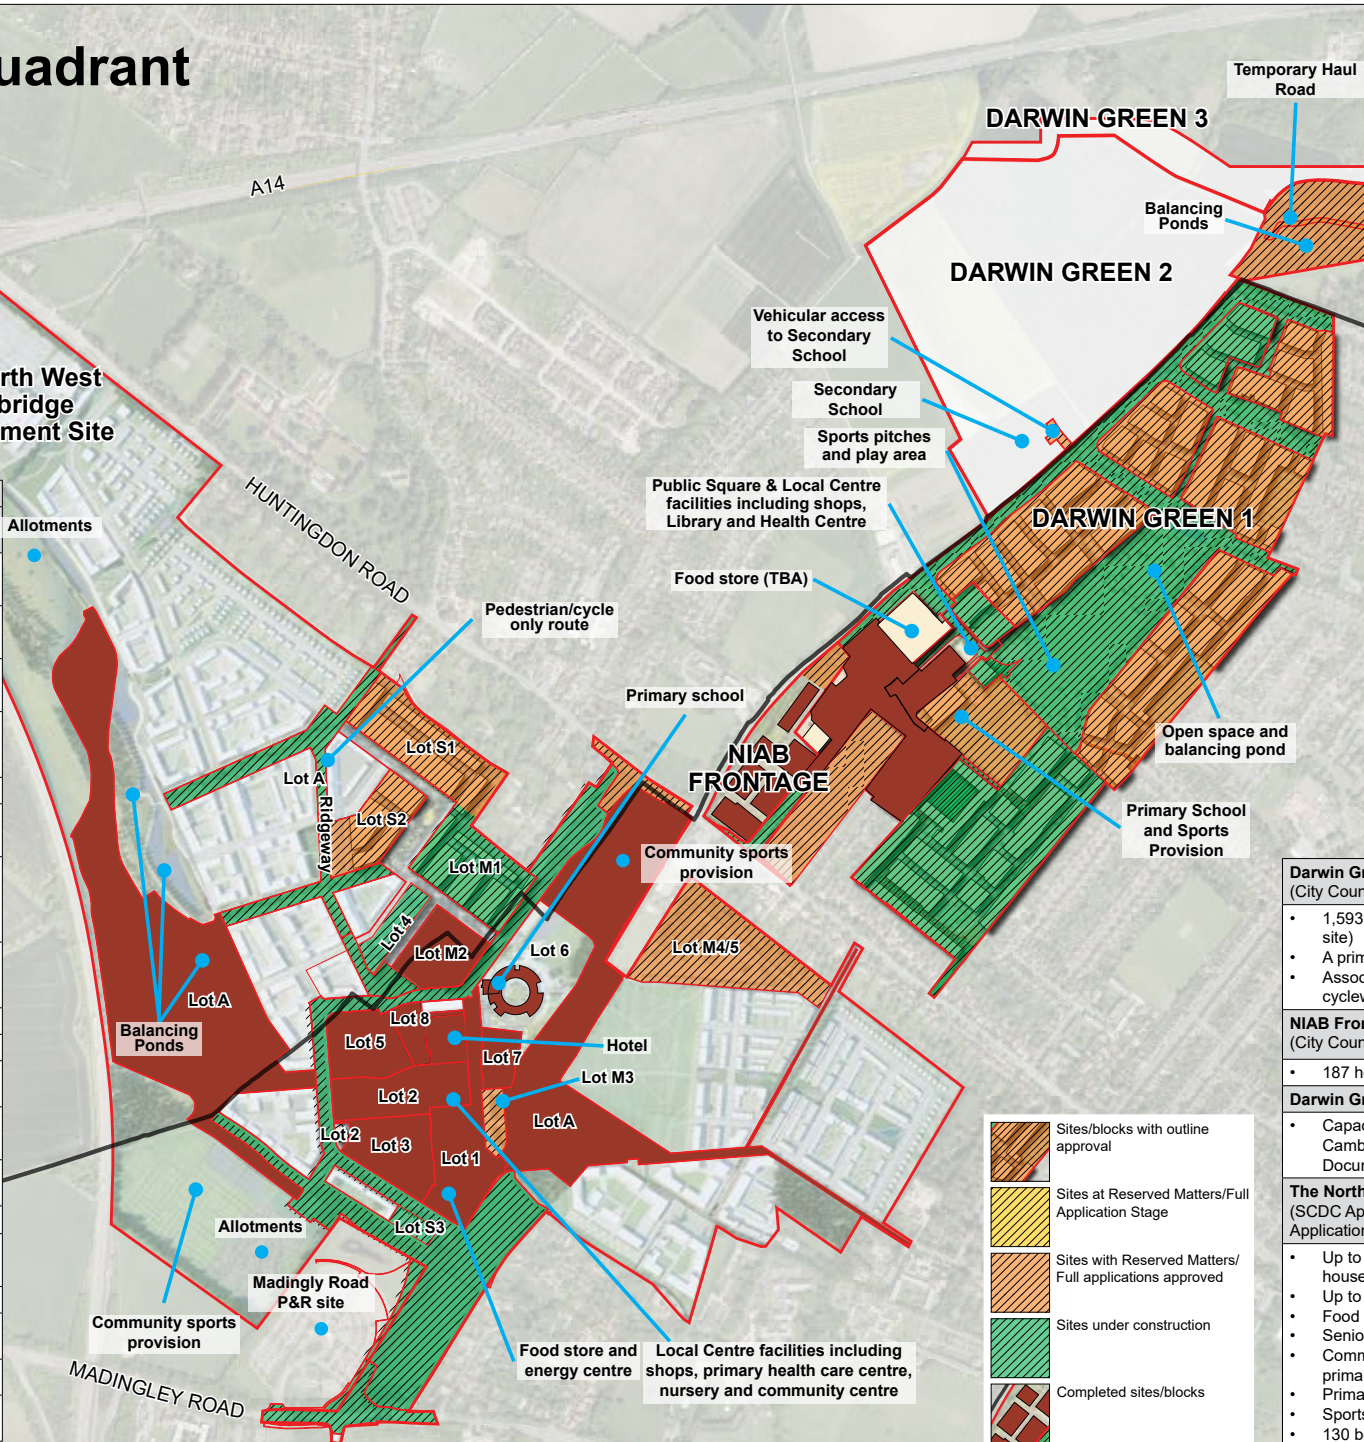 uadrant
Temporary Haul
Road
DARWIN GREEN 3
A14
Balancing
Ponds
DARWIN GREEN 2
Vehicular access
to Secondary
School
rth West
bridge
ment Site
Secondary
School
Sports pitches
and play area
HUNTINGDON ROAD
Public Square & Local Centre
facilities including shops,
Library and Health Centre
DARWIN GREEN 1
Allotments
Food store (TBA)
Pedestrian/cycle
only route
Primary school
Lot S1
Open space and
balancing pond
NIAB
FRONTAGE
Lot A
Ridgeway
Lot S2
Primary School
and Sports
Provision
Community sports
provision
Lot M1
Lot 4
Lot M2
Lot 6
Lot M4/5
Lot A
Balancing
Ponds
Lot 8
Lot 5
Hotel
Lot 7
Lot M3
Lot 2
Lot A
Lot 2
Lot 3
Lot 1
Allotments
Lot S3
Madingly Road
P&R site
Community sports
provision
MADINGLEY ROAD
Food store and
energy centre
Local Centre facilities including
shops, primary health care centre,
nursery and community centre
Sites/blocks with outline
approval
Sites at Reserved Matters/Full
Application Stage
Sites with Reserved Matters/
Full applications approved
Sites under construction
Completed sites/blocks
Darwin Gr
(City Coun
• 1,593
site)
• A prim
• Assoc
cyclew
NIAB Fron
(City Coun
• 187 h
Darwin Gr
• Capac
Camb
Docum
The North
(SCDC Ap
Application
• Up to
house
• Up to
• Food
• Senio
• Comm
prima
• Prima
• Sports
• 130 b